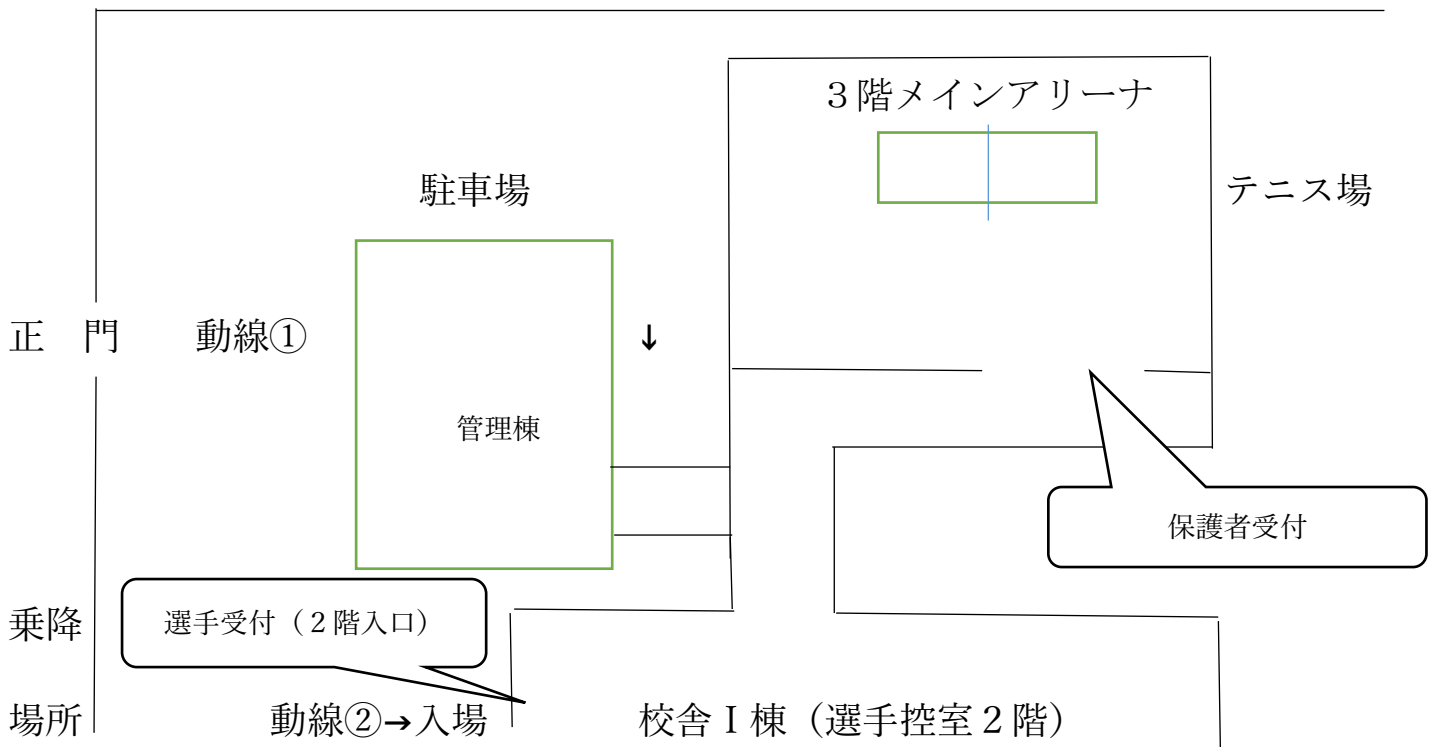 ３階メインアリーナ
駐車場
テニス場
正　門
動線①
↓
管理棟
保護者受付
乗降
選手受付（２階入口）
場所
動線②→入場
校舎Ⅰ棟（選手控室２階）